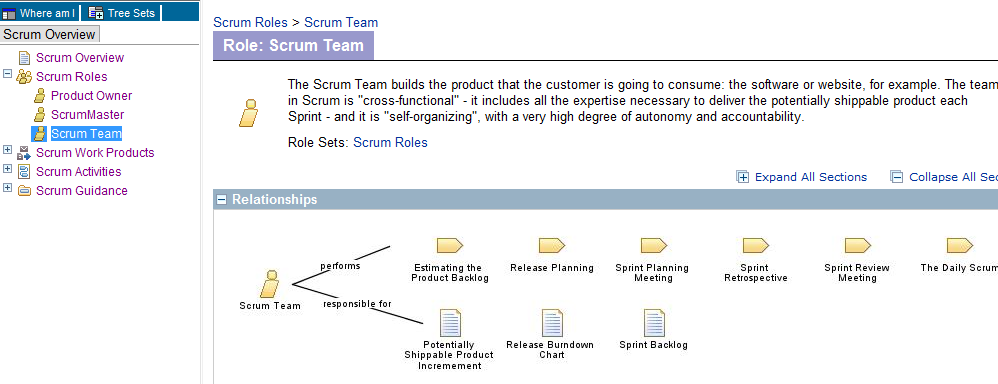 Where am I
Tree Sets
Scrum Overview
Scrum Overview
Scrum Roles
Product Owner
ScrumMaster
Scrum Team
Scrum Work Products
Scrum Activities
Scrum Guidance
Scrum Roles > Scrum Team
Role: Scrum Team
The Scrum Team builds the product that the customer is going to consume: the software or website, for example. The team
in Scrum is "cross-functional" - it includes all the expertise necessary to deliver the potentially shippable product each
Sprint - and it is "self-organizing", with a very high degree of autonomy and accountability.
Role Sets: Scrum Roles
Expand All Sections
Collapse All Sec
Relationships
performs
Scrum Team
responsible for
Estimating the
Product Backlog
Release Planning
Sprint Planning
Meeting
Sprint
Retrospective
Sprint Review
Meeting
The Daily Scrum
Potentially
Shippable Product
Incremement
Release Burndown
Chart
Sprint Backlog